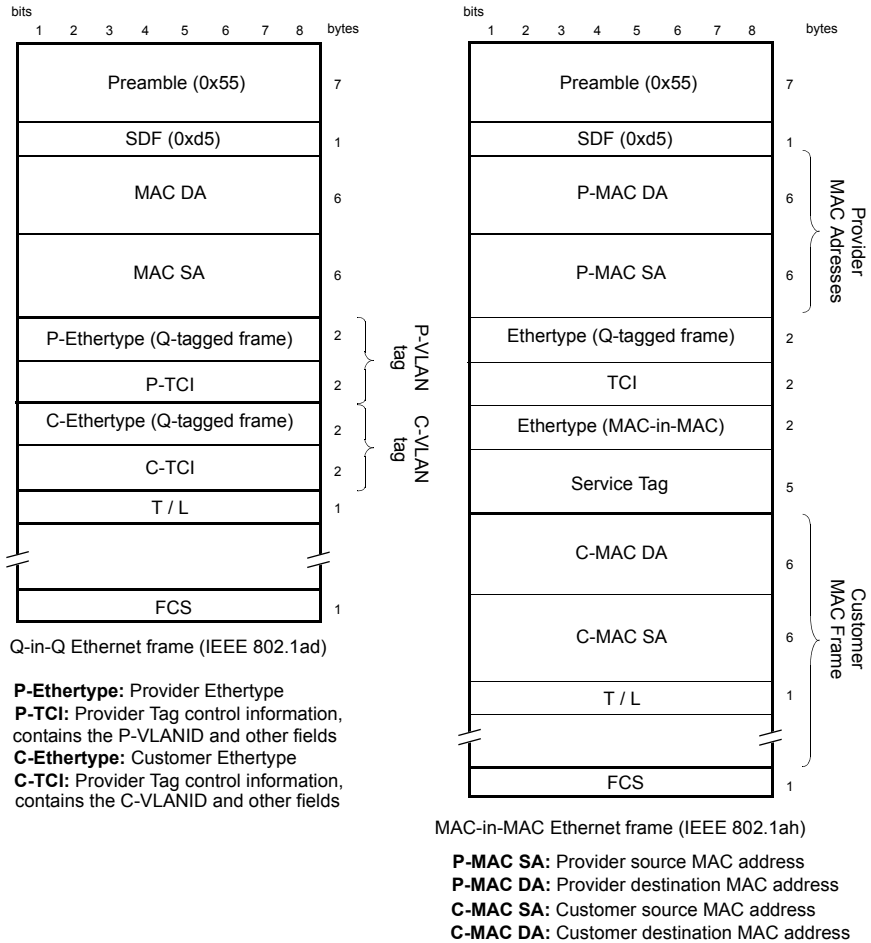 bits
1 2 3 4 5 6 7 8 bytes
Preamble (0x55) 7
SDF (0xd5) 1
MAC DA 6
MAC SA 6
P-Ethertype (Q-tagged frame) 2
P-TCI 2
P-VLAN
tag
C-Ethertype (Q-tagged frame) 2
C-TCI 2
C-VLAN
tag
T / L 1
FCS 1
Q-in-Q Ethernet frame (IEEE 802.1ad)
P-Ethertype: Provider Ethertype
P-TCI: Provider Tag control information,
contains the P-VLANID and other fields
C-Ethertype: Customer Ethertype
C-TCI: Provider Tag control information,
contains the C-VLANID and other fields
bits
1 2 3 4 5 6 7 8 bytes
Preamble (0x55) 7
SDF (0xd5) 1
P-MAC DA 6
P-MAC SA 6
Provider
MAC Adresses
Ethertype (Q-tagged frame) 2
TCI 2
Ethertype (MAC-in-MAC) 2
Service Tag 5
C-MAC DA 6
C-MAC SA 6
T / L 1
Customer
MAC Frame
FCS 1
MAC-in-MAC Ethernet frame (IEEE 802.1ah)
P-MAC SA: Provider source MAC address
P-MAC DA: Provider destination MAC address
C-MAC SA: Customer source MAC address
C-MAC DA: Customer destination MAC address